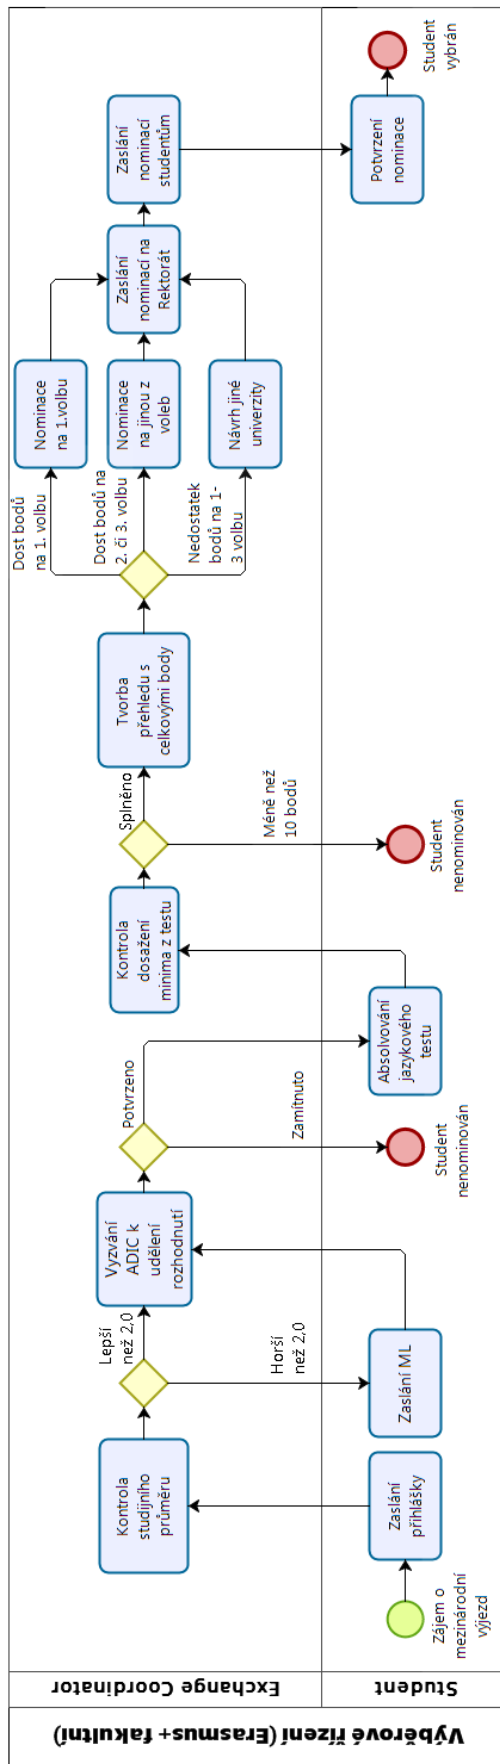 Výběrové řízení (Erasmus+ fakultní)
Exchange Coordinator
Student
Zájem o
mezinárodní
výjezd
Zaslání
přihlášky
Kontrola
studijního
průměru
Lepší
než 2,0
Horší
než 2,0
Zaslání ML
Vyzvání
ADIC k
udělení
rozhodnutí
Potvrzeno
Zamítnuto
Student
nenominován
Absolvování
jazykového
testu
Kontrola
dosažení
minima z testu
Splněno
Méně než
10 bodů
Student
nenominován
Tvorba
přehledu s
celkovými body
Dost bodů
na 1. volbu
Dost bodů na
2. či 3. volbu
Nedostatek
bodů na 1-
3 volbu
Nominace
na 1.volbu
Nominace
na jinou z
voleb
Návrh jiné
univerzity
Zaslání
nominací na
Rektorát
Zaslání
nominací
studentům
Potvrzení
nominace
Student
vybrán